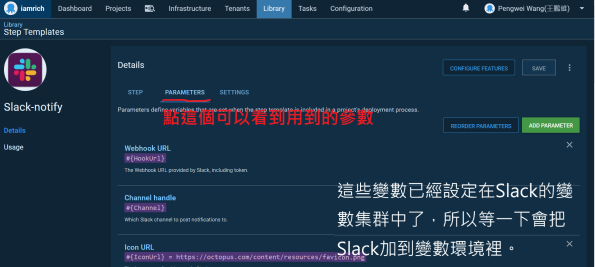 iamrich Dashboard Projects Infrastructure Tenants Library Tasks Configuration Pengwei Wang(王鵬維)
Library
Step Templates
Details
CONFIGURE FEATURES SAVE
STEP PARAMETERS SETTINGS
Slack-notify
Parameters define variables that are set when the step template is included in a project's deployment process.
點這個可以看到用到的參數
REORDER PARAMETERS ADD PARAMETER
Details
Usage
Webhook URL
#{HookUrl}
The Webhook URL provided by Slack, including token.
Channel handle
#{Channel}
Which Slack channel to post notifications to.
這些變數已經設定在Slack的變
數集群中了，所以等一下會把
Slack加到變數環境裡。
Icon URL
#{IconUrl} = https://octopus.com/content/resources/favicon.png